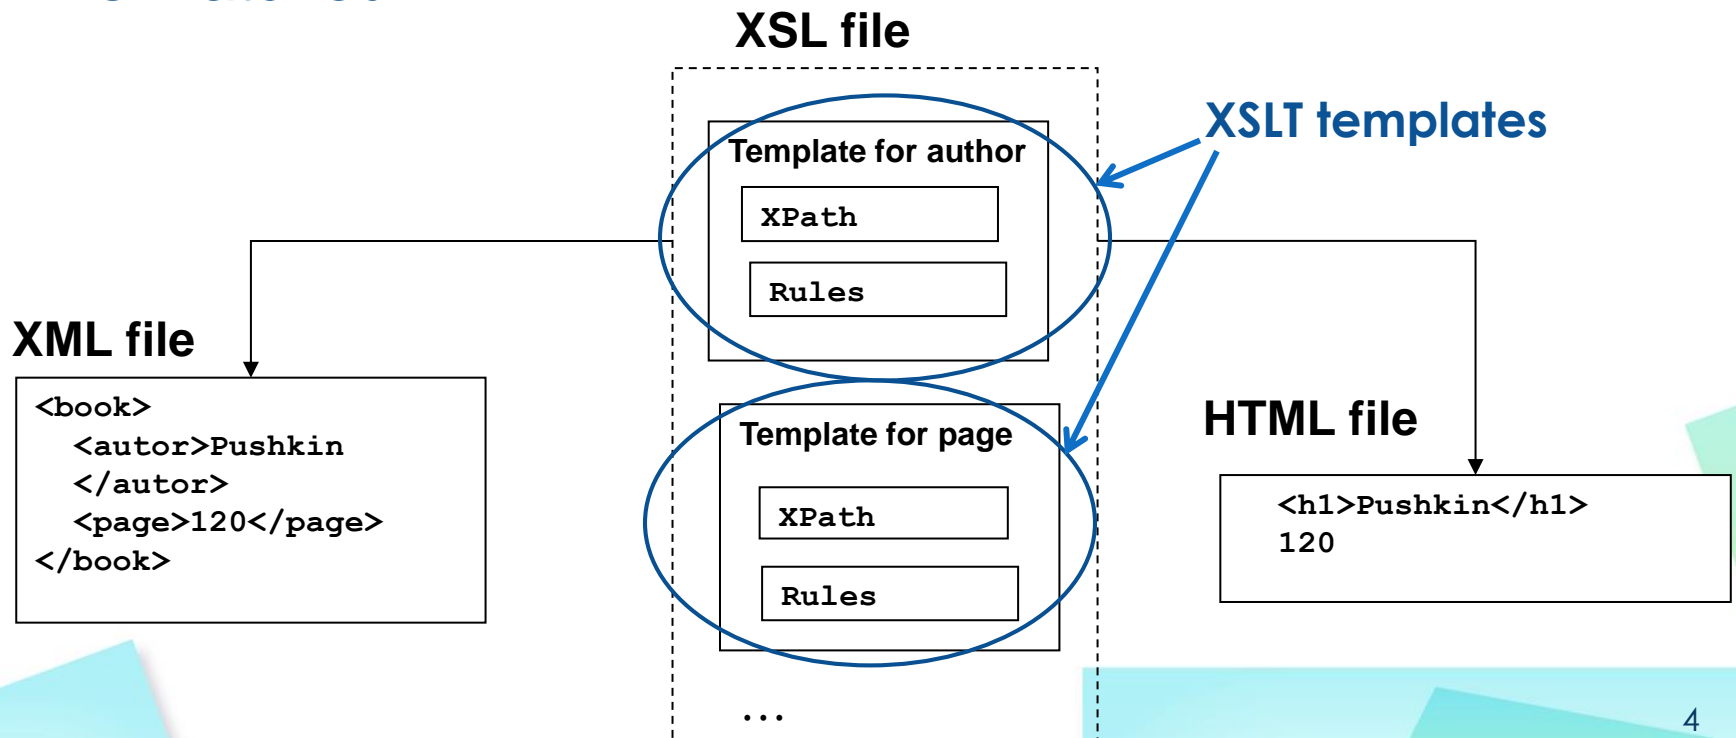 XSL file
XSLT templates
Template for author
XPath
Rules
XML file
<book>
  <autor>Pushkin
  </autor>
  <page>120</page>
</book>
Template for page
XPath
Rules
...
HTML file
<h1>Pushkin</h1>
120
4